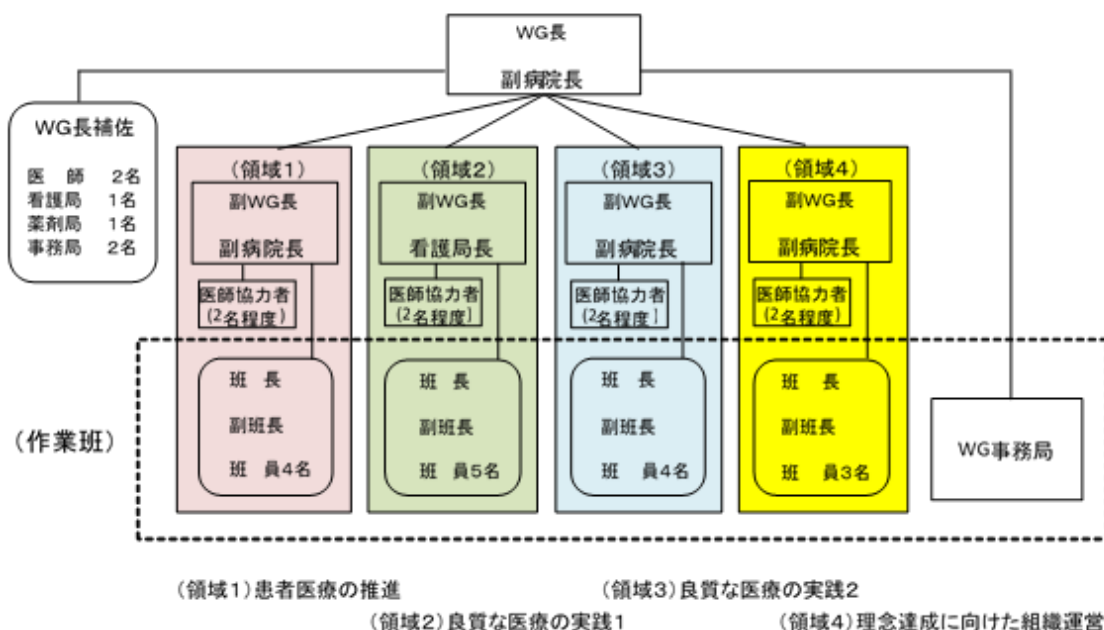 WG長
副病院長
WG長補佐
医　師　2名
看護局　1名
薬剤局　1名
事務局　2名
(領域1)
副WG長
副病院長
医師協力者
(2名程度)
班　長
副班長
班　員4名
(領域2)
副WG長
看護局長
医師協力者
(2名程度)
班　長
副班長
班　員5名
(領域3)
副WG長
副病院長
医師協力者
(2名程度)
班　長
副班長
班　員4名
(領域4)
副WG長
副病院長
医師協力者
(2名程度)
班　長
副班長
班　員3名
(作業班)
WG事務局
(領域1)患者医療の推進
(領域2)良質な医療の実践1
(領域3)良質な医療の実践2
(領域4)理念達成に向けた組織運営